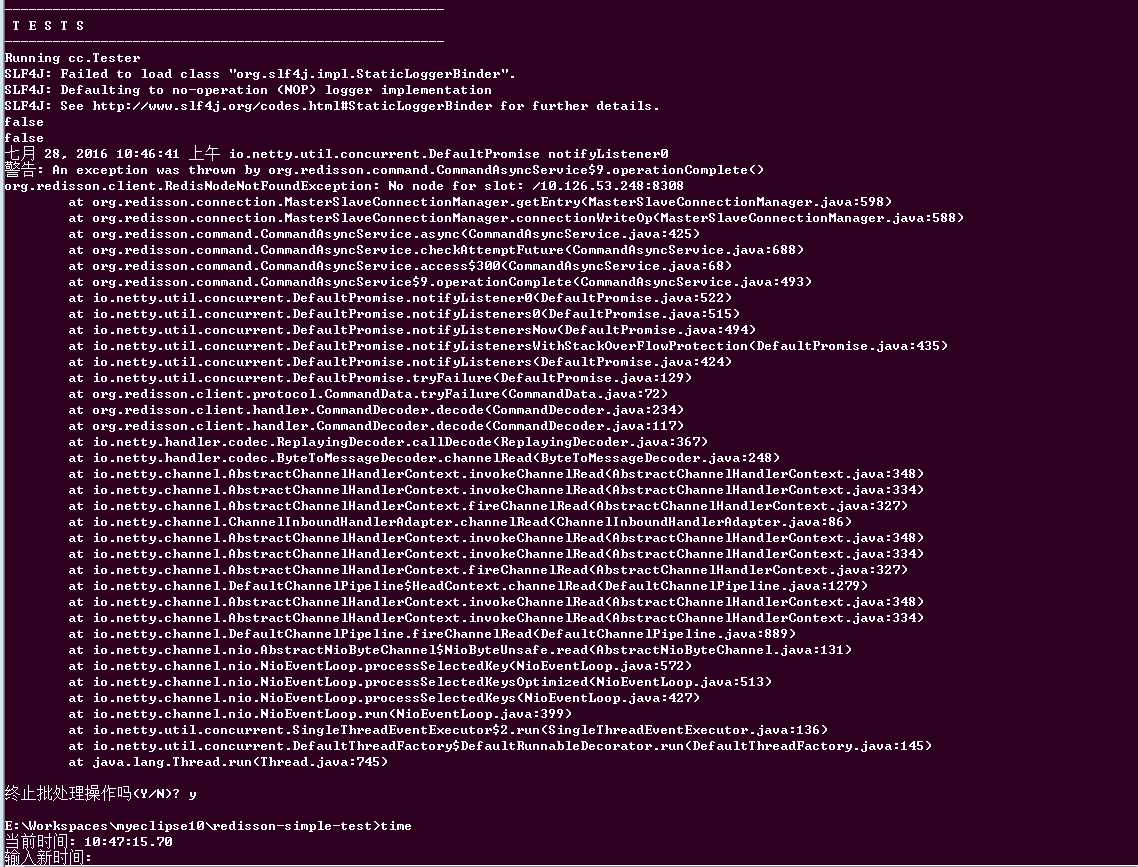 -------------------------------------------------------
 T E S T S
-------------------------------------------------------
Running cc.Tester
SLF4J: Failed to load class "org.slf4j.impl.StaticLoggerBinder".
SLF4J: Defaulting to no-operation (NOP) logger implementation
SLF4J: See http://www.slf4j.org/codes.html#StaticLoggerBinder for further details.
false
false
七月 28, 2016 10:46:41 上午 io.netty.util.concurrent.DefaultPromise notifyListener0
警告: An exception was thrown by org.redisson.command.CommandAsyncService$9.operationComplete()
org.redisson.client.RedisNodeNotFoundException: No node for slot: /10.126.53.248:8308
        at org.redisson.connection.MasterSlaveConnectionManager.getEntry(MasterSlaveConnectionManager.java:598)
        at org.redisson.connection.MasterSlaveConnectionManager.connectionWriteOp(MasterSlaveConnectionManager.java:588)
        at org.redisson.command.CommandAsyncService.async(CommandAsyncService.java:425)
        at org.redisson.command.CommandAsyncService.checkAttemptFuture(CommandAsyncService.java:688)
        at org.redisson.command.CommandAsyncService.access$300(CommandAsyncService.java:68)
        at org.redisson.command.CommandAsyncService$9.operationComplete(CommandAsyncService.java:493)
        at io.netty.util.concurrent.DefaultPromise.notifyListener0(DefaultPromise.java:522)
        at io.netty.util.concurrent.DefaultPromise.notifyListeners0(DefaultPromise.java:515)
        at io.netty.util.concurrent.DefaultPromise.notifyListenersNow(DefaultPromise.java:494)
        at io.netty.util.concurrent.DefaultPromise.notifyListenersWithStackOverFlowProtection(DefaultPromise.java:435)
        at io.netty.util.concurrent.DefaultPromise.notifyListeners(DefaultPromise.java:424)
        at io.netty.util.concurrent.DefaultPromise.tryFailure(DefaultPromise.java:129)
        at org.redisson.client.protocol.CommandData.tryFailure(CommandData.java:72)
        at org.redisson.client.handler.CommandDecoder.decode(CommandDecoder.java:234)
        at org.redisson.client.handler.CommandDecoder.decode(CommandDecoder.java:117)
        at io.netty.handler.codec.ReplayingDecoder.callDecode(ReplayingDecoder.java:367)
        at io.netty.handler.codec.ByteToMessageDecoder.channelRead(ByteToMessageDecoder.java:248)
        at io.netty.channel.AbstractChannelHandlerContext.invokeChannelRead(AbstractChannelHandlerContext.java:348)
        at io.netty.channel.AbstractChannelHandlerContext.invokeChannelRead(AbstractChannelHandlerContext.java:334)
        at io.netty.channel.AbstractChannelHandlerContext.fireChannelRead(AbstractChannelHandlerContext.java:327)
        at io.netty.channel.ChannelInboundHandlerAdapter.channelRead(ChannelInboundHandlerAdapter.java:86)
        at io.netty.channel.AbstractChannelHandlerContext.invokeChannelRead(AbstractChannelHandlerContext.java:348)
        at io.netty.channel.AbstractChannelHandlerContext.invokeChannelRead(AbstractChannelHandlerContext.java:334)
        at io.netty.channel.AbstractChannelHandlerContext.fireChannelRead(AbstractChannelHandlerContext.java:327)
        at io.netty.channel.DefaultChannelPipeline$HeadContext.channelRead(DefaultChannelPipeline.java:1279)
        at io.netty.channel.AbstractChannelHandlerContext.invokeChannelRead(AbstractChannelHandlerContext.java:348)
        at io.netty.channel.AbstractChannelHandlerContext.invokeChannelRead(AbstractChannelHandlerContext.java:334)
        at io.netty.channel.DefaultChannelPipeline.fireChannelRead(DefaultChannelPipeline.java:889)
        at io.netty.channel.nio.AbstractNioByteChannel$NioByteUnsafe.read(AbstractNioByteChannel.java:131)
        at io.netty.channel.nio.NioEventLoop.processSelectedKey(NioEventLoop.java:572)
        at io.netty.channel.nio.NioEventLoop.processSelectedKeysOptimized(NioEventLoop.java:513)
        at io.netty.channel.nio.NioEventLoop.processSelectedKeys(NioEventLoop.java:427)
        at io.netty.channel.nio.NioEventLoop.run(NioEventLoop.java:399)
        at io.netty.util.concurrent.SingleThreadEventExecutor$2.run(SingleThreadEventExecutor.java:136)
        at io.netty.util.concurrent.DefaultThreadFactory$DefaultRunnableDecorator.run(DefaultThreadFactory.java:145)
        at java.lang.Thread.run(Thread.java:745)
终止批处理操作吗(Y/N)? y
E:\Workspaces\myeclipse10\redisson-simple-test>time
当前时间: 10:47:15.70
输入新时间: